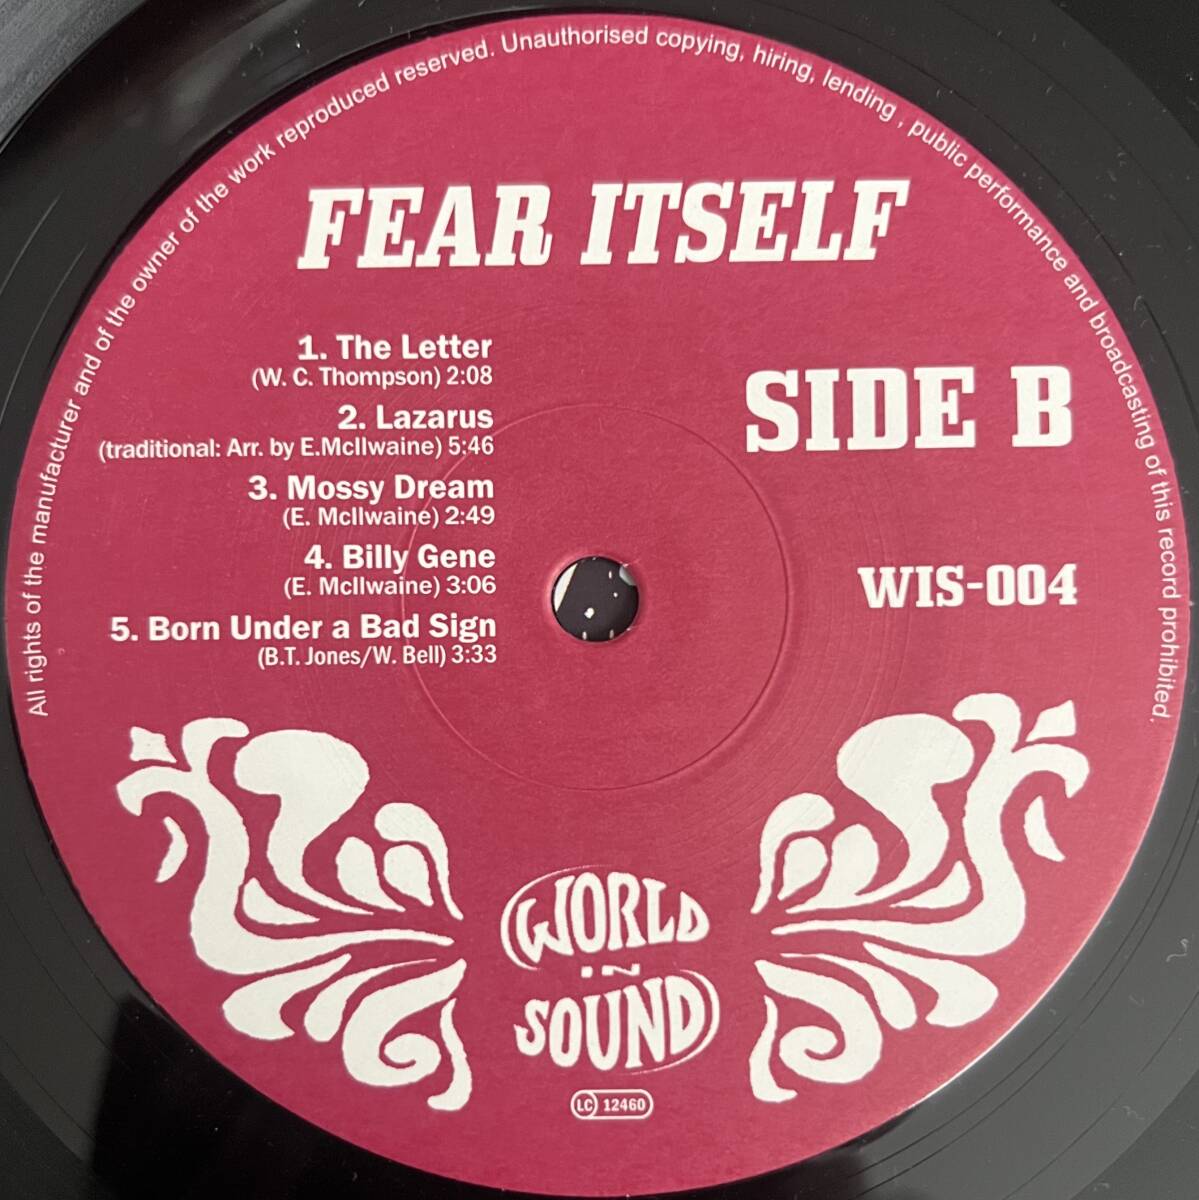 All rights of the manufacturer and of the owner of the work reproduced reserved. Unauthorised copying, hiring, lending , public performance and broadcasting of this record prohibited.
FEAR ITSELF
1. The Letter
(W. C. Thompson) 2:08
2. Lazarus
(traditional: Arr. by E.McIlwaine) 5:46
3. Mossy Dream
(E. McIlwaine) 2:49
4. Billy Gene
(E. McIlwaine) 3:06
5. Born Under a Bad Sign
(B.T. Jones/W. Bell) 3:33
SIDE B
WIS-004
WORLD
IN
SOUND
LC 12460